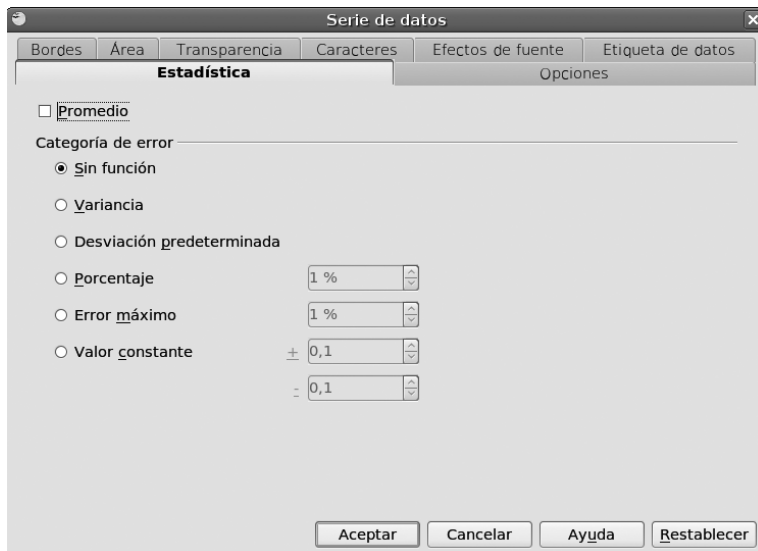 Serie de datos
Bordes Área Transparencia Caracteres Efectos de fuente Etiqueta de datos
Estadística Opciones
Promedio
Categoría de error
Sin función
Variancia
Desviación predeterminada
Porcentaje 1 %
Error máximo 1 %
Valor constante + 0,1
- 0,1
Aceptar Cancelar Ayuda Restablecer